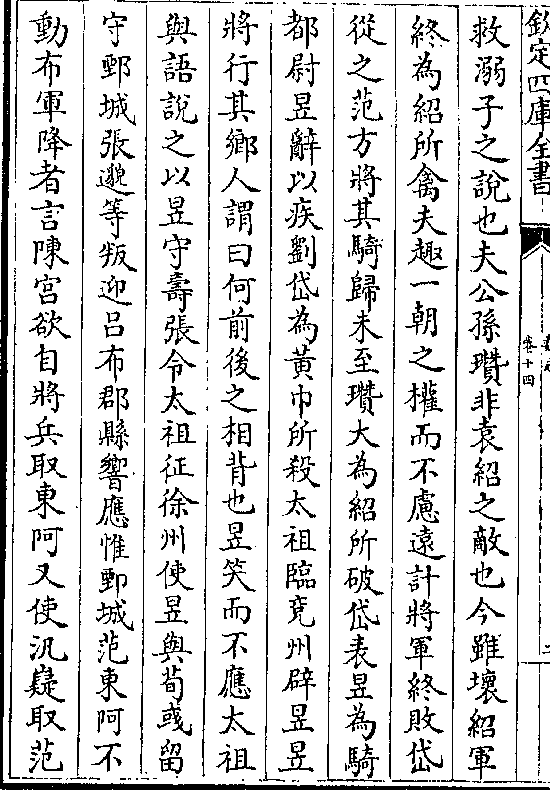 欽定四庫全書
卷十四
救溺子之說也夫公孫瓚非袁紹之敵也今雖壞紹軍
終為紹所禽夫趣一朝之權而不慮遠計將軍終敗岱
從之范方將其騎歸未至瓚大為紹所破岱表昱為騎
都尉昱辭以疾劉岱為黃巾所殺太祖臨兗州辟昱昱
將行其鄉人謂曰何前後之相背也昱笑而不應太祖
與語說之以昱守壽張令太祖征徐州使昱與荀彧留
守鄄城張邈等叛迎呂布郡縣響應惟鄄城范東阿不
動布軍降者言陳宮欲自將兵取東阿又使汎嶷取范